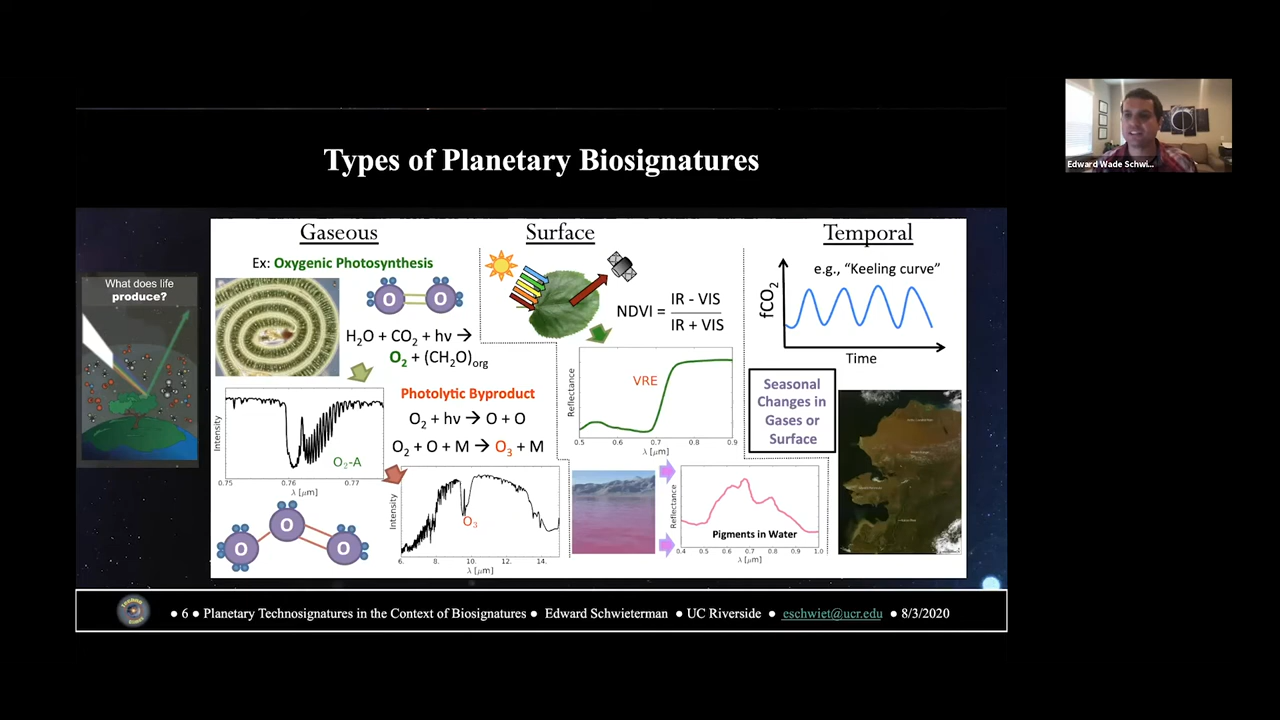 Types of Planetary Biosignatures
Edward Wade Schwi...
What does life
produce?
Gaseous
Ex: Oxygenic Photosynthesis
O O
H₂O + CO₂ + hν →
O₂ + (CH₂O)org
Intensity
O₂-A
0.75 0.76 0.77
λ [μm]
Photolytic Byproduct
O₂ + hν → O + O
O₂ + O + M → O₃ + M
O O O
Intensity
O₃
6. 8. 10. 12. 14.
λ [μm]
Surface
NDVI = IR - VIS
IR + VIS
Reflectance
VRE
0.5 0.6 0.7 0.8 0.9
λ [μm]
Reflectance
Pigments in Water
0.4 0.5 0.6 0.7 0.8 0.9 1.0
λ [μm]
Temporal
e.g., “Keeling curve”
fCO₂
Time
Seasonal
Changes in
Gases or
Surface
● 6 ● Planetary Technosignatures in the Context of Biosignatures ● Edward Schwieterman ● UC Riverside ● eschwiet@ucr.edu ● 8/3/2020